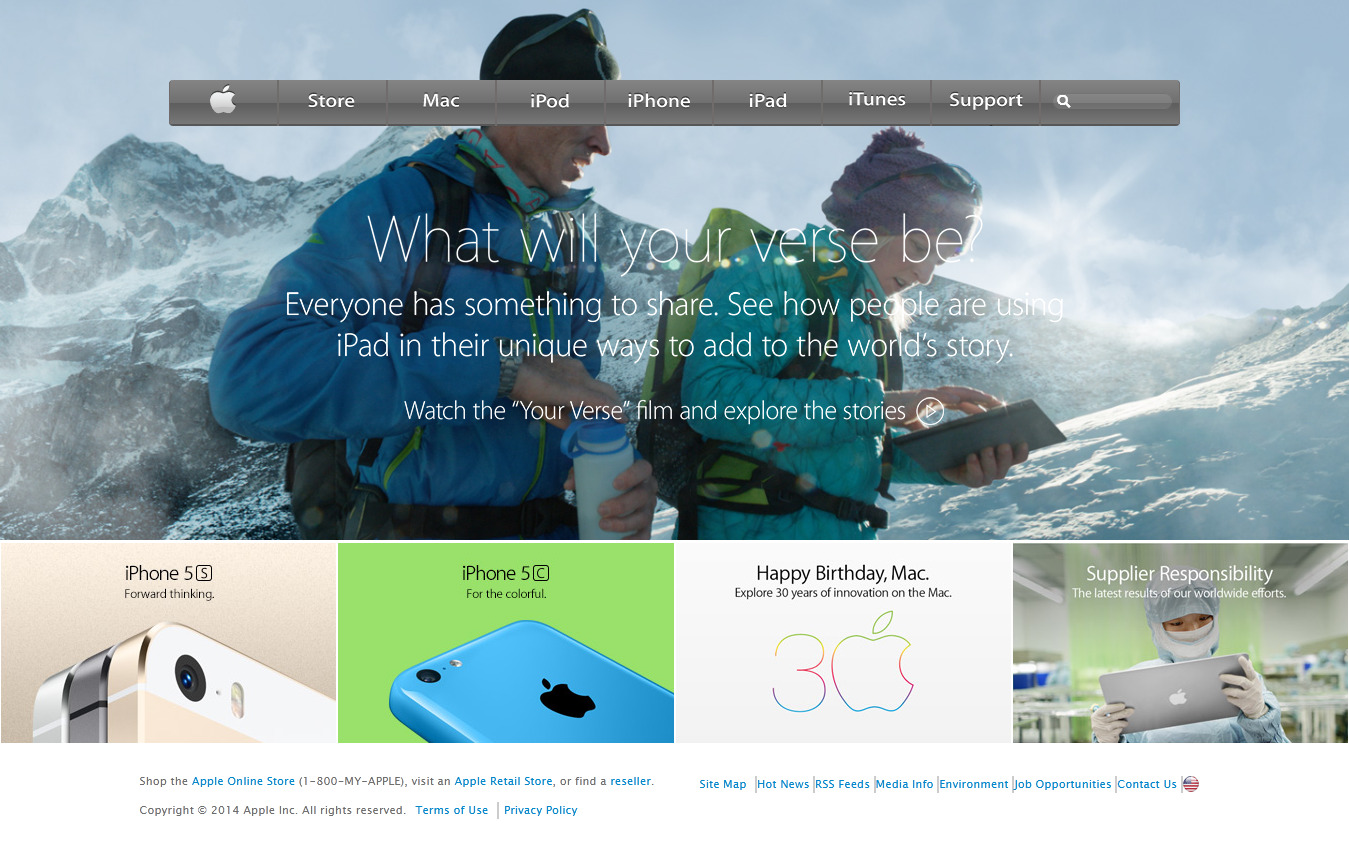 Store Mac iPod iPhone iPad iTunes Support
What will your verse be?
Everyone has something to share. See how people are using
iPad in their unique ways to add to the world's story.
Watch the “Your Verse” film and explore the stories
iPhone 5S
Forward thinking.
iPhone 5C
For the colorful.
Happy Birthday, Mac.
Explore 30 years of innovation on the Mac.
30
Supplier Responsibility
The latest results of our worldwide efforts.
Shop the Apple Online Store (1-800-MY-APPLE), visit an Apple Retail Store, or find a reseller.
Site Map | Hot News | RSS Feeds | Media Info | Environment | Job Opportunities | Contact Us |
Copyright © 2014 Apple Inc. All rights reserved. Terms of Use | Privacy Policy